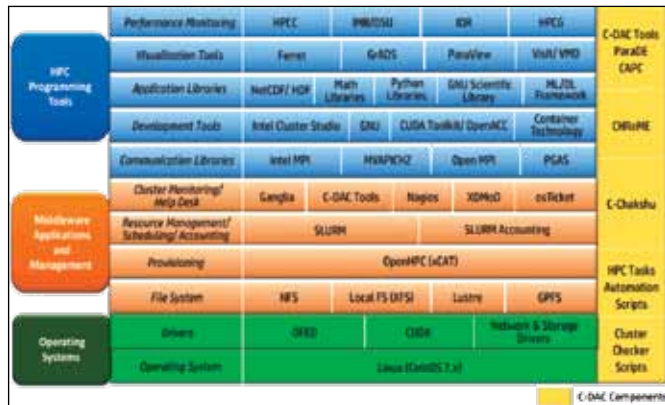 Performance Monitoring HPCC IMB/OSU IOR HPCG
Visualization Tools Ferret GrADS ParaView VisIt/ VMD
HPC Programming Tools
Application Libraries NetCDF/ HDF Math Libraries Python Libraries GNU Scientific Library ML/DL Framework
Development Tools Intel Cluster Studio GNU CUDA Toolkit/ OpenACC Container Technology
Communication Libraries Intel MPI MVAPICH2 Open MPI PGAS
Cluster Monitoring/ Help Desk Ganglia C-DAC Tools Nagios XDMoD osTicket
Middleware Applications and Management
Resource Management/ Scheduling/ Accounting SLURM SLURM Accounting
Provisioning OpenHPC (xCAT)
File System NFS Local FS (XFS) Lustre GPFS
Operating Systems
Drivers OFED CUDA Network & Storage Drivers
Operating System Linux (CentOS 7.x)
C-DAC Tools
ParaDE
CAPC
CHReME
C-Chakshu
HPC Tasks
Automation
Scripts
Cluster
Checker
Scripts
C-DAC Components